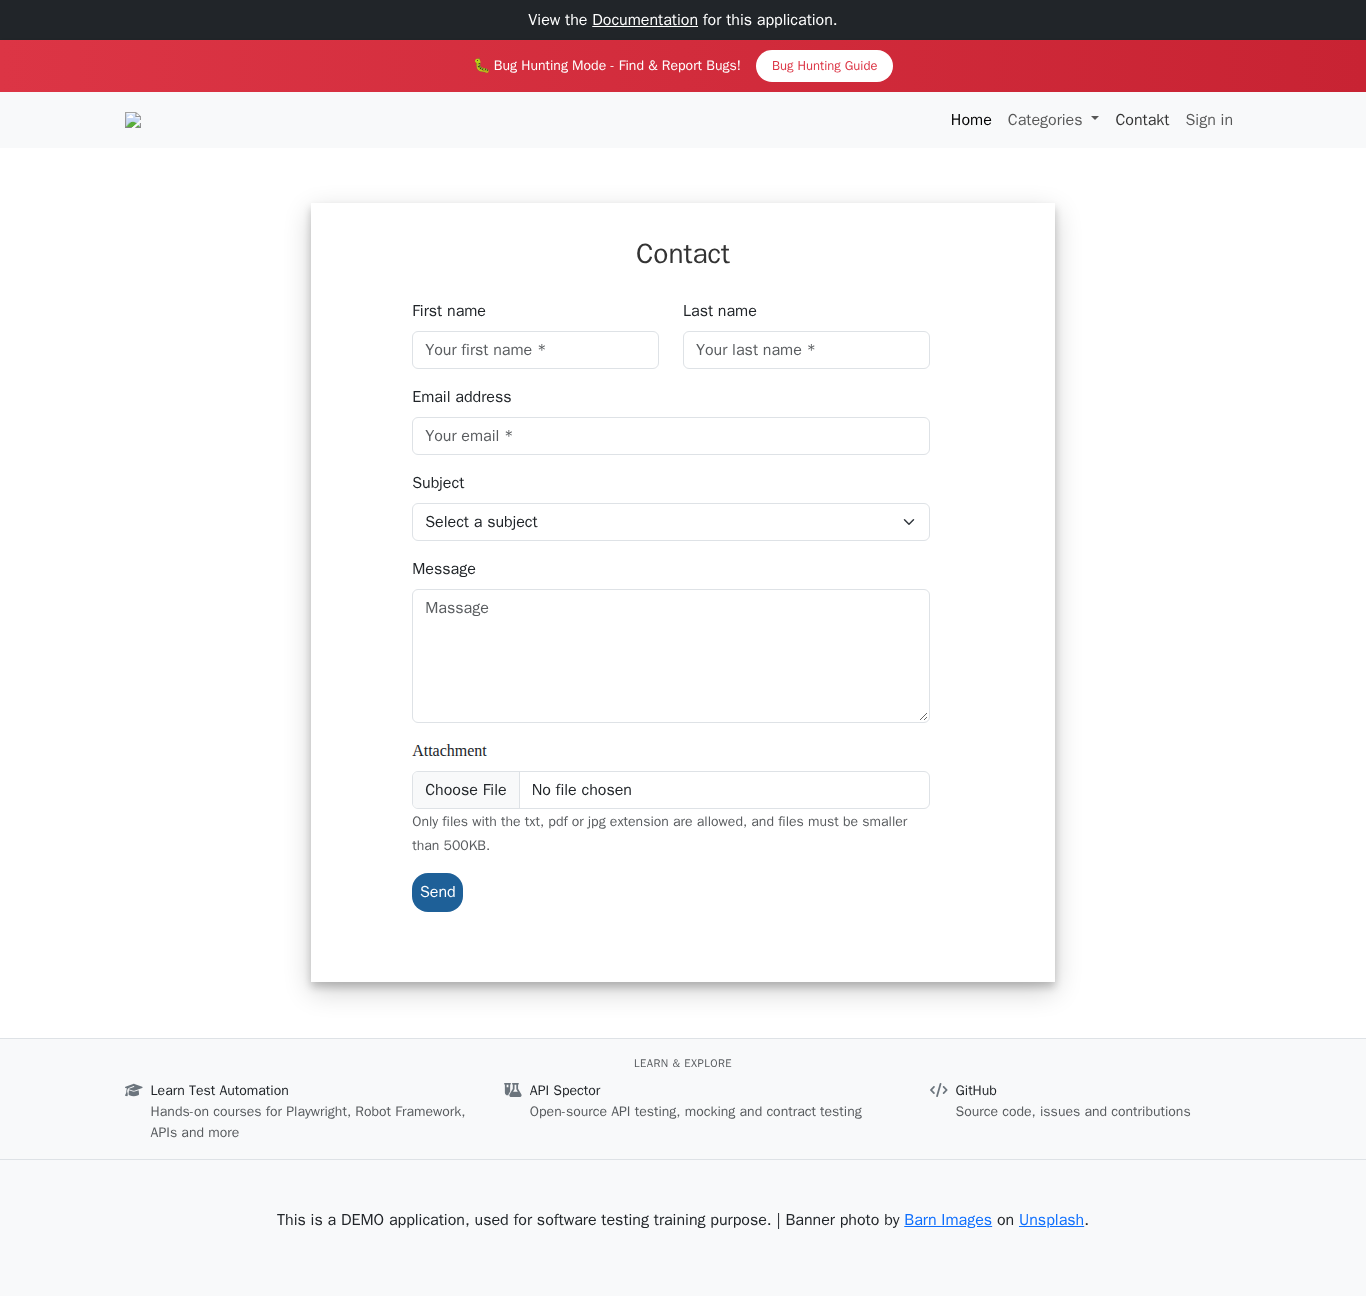 View the Documentation for this application.
🐛 Bug Hunting Mode - Find & Report Bugs! Bug Hunting Guide
Home Categories Contakt Sign in
Contact
First name Last name
Your first name * Your last name *
Email address
Your email *
Subject
Select a subject
Message
Massage
Attachment
Choose File No file chosen
Only files with the txt, pdf or jpg extension are allowed, and files must be smaller
than 500KB.
Send
LEARN & EXPLORE
Learn Test Automation
Hands-on courses for Playwright, Robot Framework,
APIs and more
API Spector
Open-source API testing, mocking and contract testing
GitHub
Source code, issues and contributions
This is a DEMO application, used for software testing training purpose. | Banner photo by Barn Images on Unsplash.